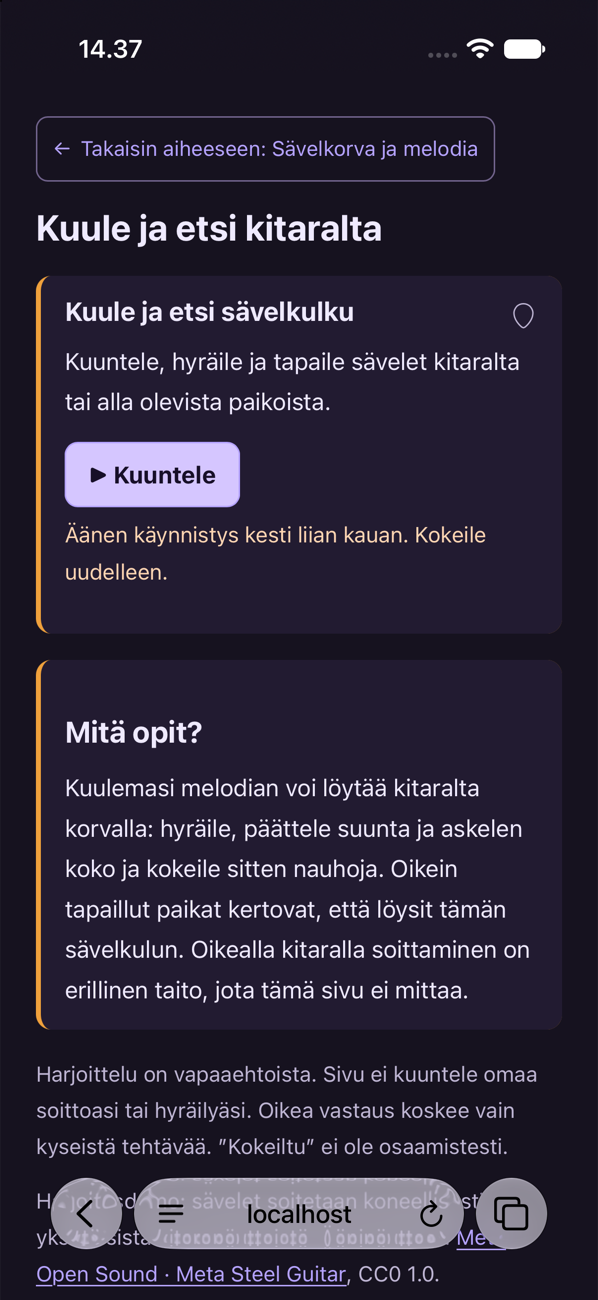 14.37
← Takaisin aiheeseen: Sävelkorva ja melodia
Kuule ja etsi kitaralta
Kuule ja etsi sävelkulku
Kuuntele, hyräile ja tapaile sävelet kitaralta
tai alla olevista paikoista.
▶ Kuuntele
Äänen käynnistys kesti liian kauan. Kokeile
uudelleen.
Mitä opit?
Kuulemasi melodian voi löytää kitaralta
korvalla: hyräile, päättele suunta ja askelen
koko ja kokeile sitten nauhoja. Oikein
tapaillut paikat kertovat, että löysit tämän
sävelkulun. Oikealla kitaralla soittaminen on
erillinen taito, jota tämä sivu ei mittaa.
Harjoittelu on vapaaehtoista. Sivu ei kuuntele omaa
soittoasi tai hyräilyäsi. Oikea vastaus koskee vain
kyseistä tehtävää. ”Kokeiltu” ei ole osaamistesti.
sävelet soitetaan
localhost
Open Sound · Meta Steel Guitar, CC0 1.0.